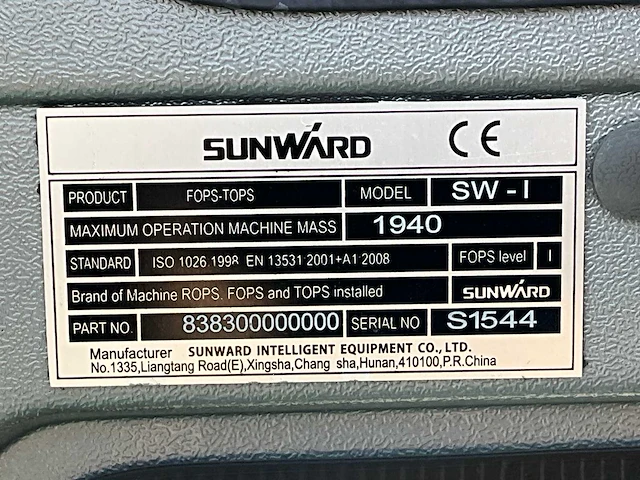 SUNWARD CE
PRODUCT FOPS-TOPS MODEL SW-I
MAXIMUM OPERATION MACHINE MASS 1940
STANDARD ISO 1026.1998 EN 13531:2001+A1:2008 FOPS level I
Brand of Machine ROPS. FOPS and TOPS installed SUNWARD
PART NO. 838300000000 SERIAL NO S1544
Manufacturer SUNWARD INTELLIGENT EQUIPMENT CO., LTD.
No.1335,Liangtang Road(E),Xingsha,Chang sha,Hunan,410100,P.R.China